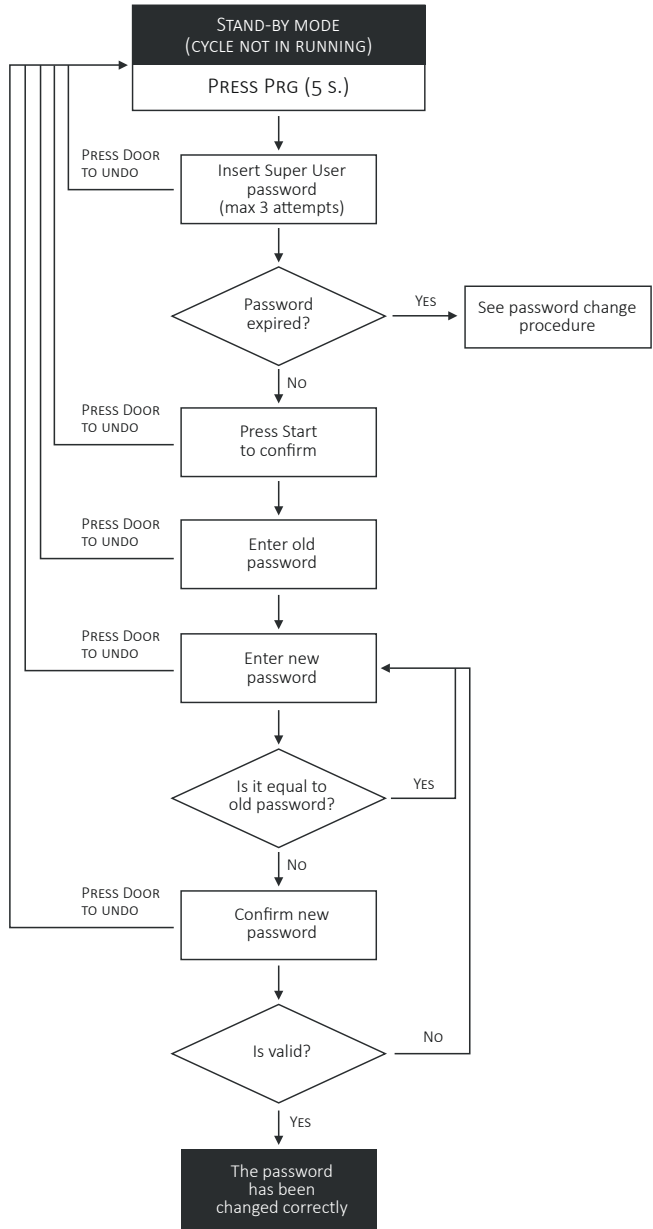 STAND-BY MODE
(CYCLE NOT IN RUNNING)
PRESS PRG (5 S.)
PRESS DOOR
TO UNDO
Insert Super User
password
(max 3 attempts)
Password
expired?
YES
See password change
procedure
NO
PRESS DOOR
TO UNDO
Press Start
to confirm
PRESS DOOR
TO UNDO
Enter old
password
PRESS DOOR
TO UNDO
Enter new
password
Is it equal to
old password?
YES
NO
PRESS DOOR
TO UNDO
Confirm new
password
Is valid?
NO
YES
The password
has been
changed correctly